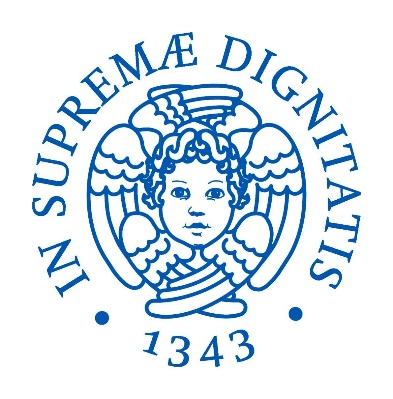 IN SUPREMÆ DIGNITATIS
• 1343 •